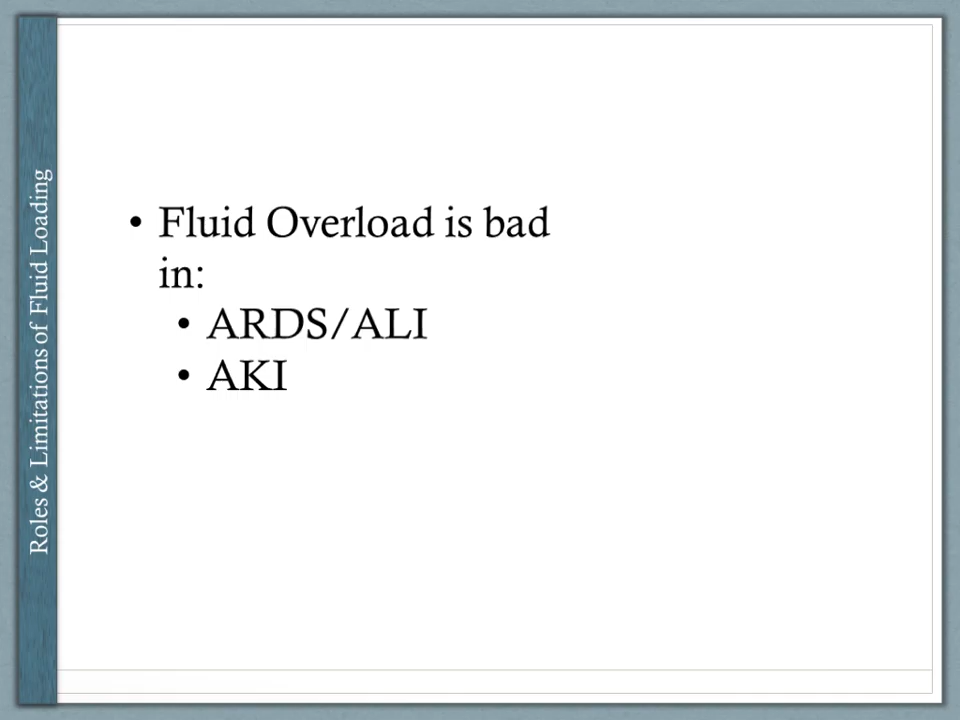 Roles & Limitations of Fluid Loading
• Fluid Overload is bad
in:
• ARDS/ALI
• AKI